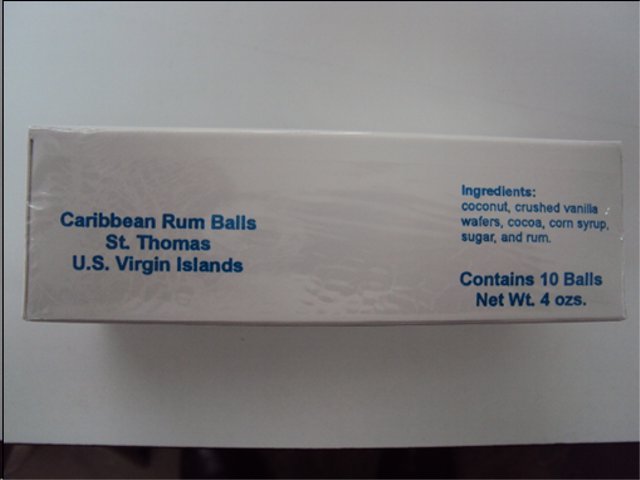 Caribbean Rum Balls
St. Thomas
U.S. Virgin Islands
Ingredients:
coconut, crushed vanilla
wafers, cocoa, corn syrup,
sugar, and rum.
Contains 10 Balls
Net Wt. 4 ozs.